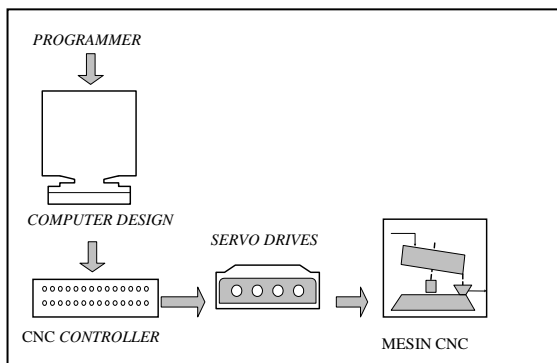 PROGRAMMER
COMPUTER DESIGN
SERVO DRIVES
CNC CONTROLLER
MESIN CNC